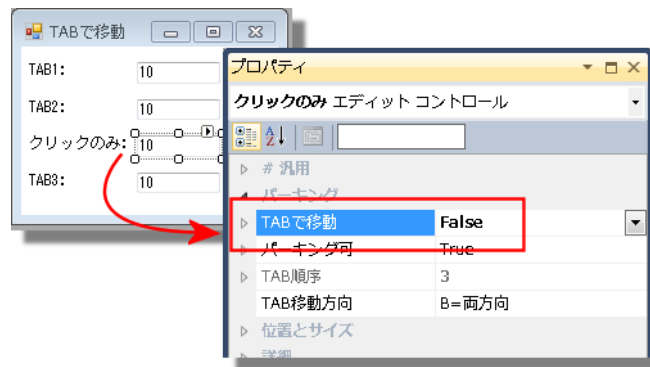 TABで移動
TAB1: 10
TAB2: 10
クリックのみ: 10
TAB3: 10
プロパティ
クリックのみ エディット コントロール
# 汎用
パーキング
TABで移動 False
パーキング可 True
TAB順序 3
TAB移動方向 B=両方向
位置とサイズ
詳細